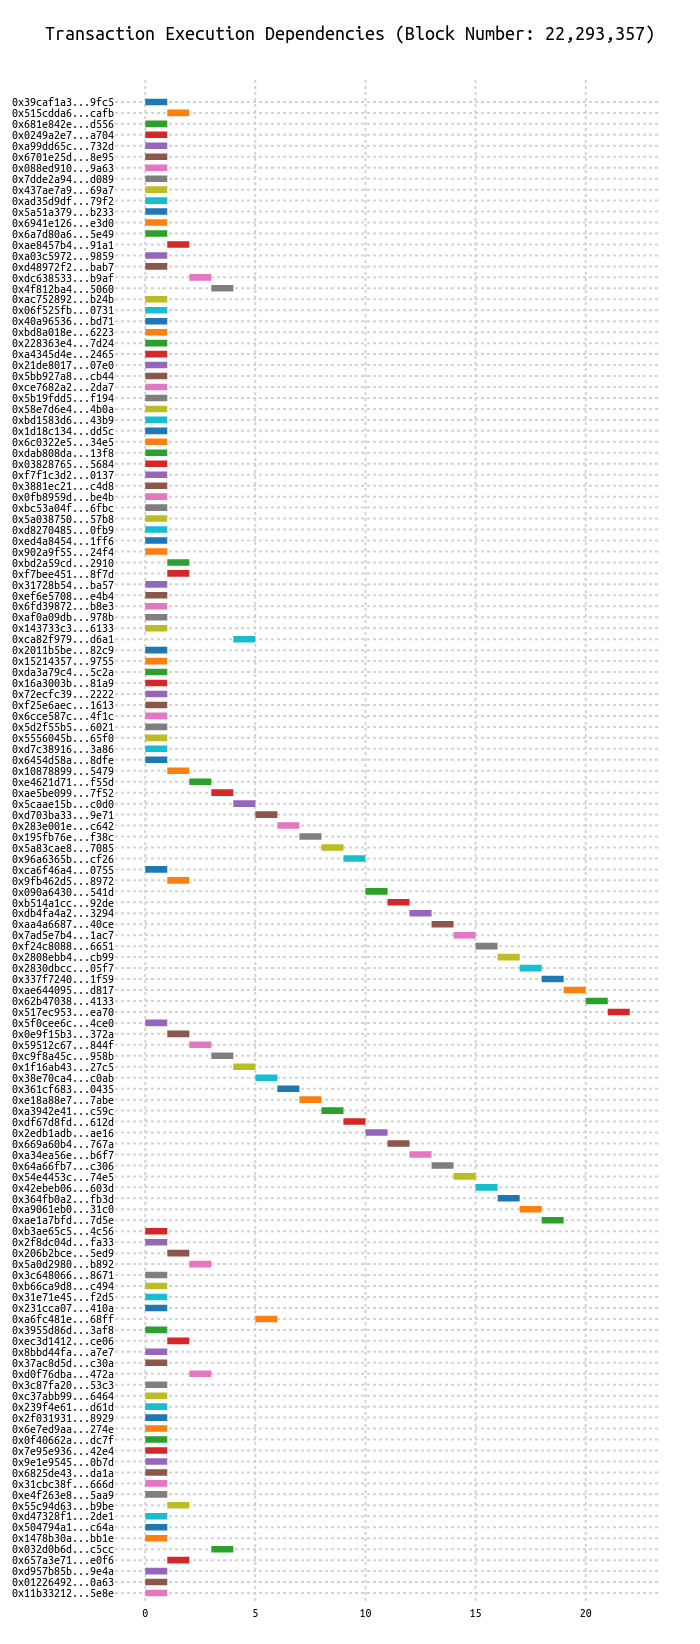 Transaction Execution Dependencies (Block Number: 22,293,357)
0x39caf1a3...9fc5
0x515cdda6...cafb
0x681e842e...d556
0x0249a2e7...a704
0xa99dd65c...732d
0x6701e25d...8e95
0x088ed910...9a63
0x7dde2a94...d089
0x437ae7a9...69a7
0xad35d9df...79f2
0x5a51a379...b233
0x6941e126...e3d0
0x6a7d80a6...5e49
0xae8457b4...91a1
0xa03c5972...9859
0xd48972f2...bab7
0xdc638533...b9af
0x4f812ba4...5060
0xac752892...b24b
0x06f525fb...0731
0x40a96536...bd71
0xbd8a018e...6223
0x228363e4...7d24
0xa4345d4e...2465
0x21de8017...07e0
0x5bb927a8...cb44
0xce7682a2...2da7
0x5b19fdd5...f194
0x58e7d6e4...4b0a
0xbd1583d6...43b9
0x1d18c134...dd5c
0x6c0322e5...34e5
0xdab808da...13f8
0x03828765...5684
0xf7f1c3d2...0137
0x3881ec21...c4d8
0x0fb8959d...be4b
0xbc53a04f...6fbc
0x5a038750...57b8
0xd8270485...0fb9
0xed4a8454...1ff6
0x902a9f55...24f4
0xbd2a59cd...2910
0xf7bee451...8f7d
0x31728b54...ba57
0xef6e5708...e4b4
0x6fd39872...b8e3
0xaf0a09db...978b
0x143733c3...6133
0xca82f979...d6a1
0x2011b5be...82c9
0x15214357...9755
0xda3a79c4...5c2a
0x16a3003b...81a9
0x72ecfc39...2222
0xf25e6aec...1613
0x6cce587c...4f1c
0x5d2f55b5...6021
0x5556045b...65f0
0xd7c38916...3a86
0x6454d58a...8dfe
0x10878899...5479
0xe4621d71...f55d
0xae5be099...7f52
0x5caae15b...c0d0
0xd703ba33...9e71
0x283e001e...c642
0x195fb76e...f38c
0x5a83cae8...7085
0x96a6365b...cf26
0xca6f46a4...0755
0x9fb462d5...8972
0x090a6430...541d
0xb514a1cc...92de
0xdb4fa4a2...3294
0xaa4a6687...40ce
0x7ad5e7b4...1ac7
0xf24c8088...6651
0x2808ebb4...cb99
0x2830dbcc...05f7
0x337f7240...1f59
0xae644095...d817
0x62b47038...4133
0x517ec953...ea70
0x5f0cee6c...4ce0
0x0e9f15b3...372a
0x59512c67...844f
0xc9f8a45c...958b
0x1f16ab43...27c5
0x38e70ca4...c0ab
0x361cf683...0435
0xe18a88e7...7abe
0xa3942e41...c59c
0xdf67d8fd...612d
0x2edb1adb...ae16
0x669a60b4...767a
0xa34ea56e...b6f7
0x64a66fb7...c306
0x54e4453c...74e5
0x42ebeb06...603d
0x364fb0a2...fb3d
0xa9061eb0...31c0
0xae1a7bfd...7d5e
0xb3ae65c5...4c56
0x2f8dc04d...fa33
0x206b2bce...5ed9
0x5a0d2980...b892
0x3c648066...8671
0xb66ca9d8...c494
0x31e71e45...f2d5
0x231cca07...410a
0xa6fc481e...68ff
0x3955d86d...3af8
0xec3d1412...ce06
0x8bbd44fa...a7e7
0x37ac8d5d...c30a
0xd0f76dba...472a
0x3c87fa20...53c3
0xc37abb99...6464
0x239f4e61...d61d
0x2f031931...8929
0x6e7ed9aa...274e
0x0f40662a...dc7f
0x7e95e936...42e4
0x9e1e9545...0b7d
0x6825de43...da1a
0x31cbc38f...666d
0xe4f263e8...5aa9
0x55c94d63...b9be
0xd47328f1...2de1
0x504794a1...c64a
0x1478b30a...bb1e
0x032d0b6d...c5cc
0x657a3e71...e0f6
0xd957b85b...9e4a
0x01226492...0a63
0x11b33212...5e8e
0 5 10 15 20